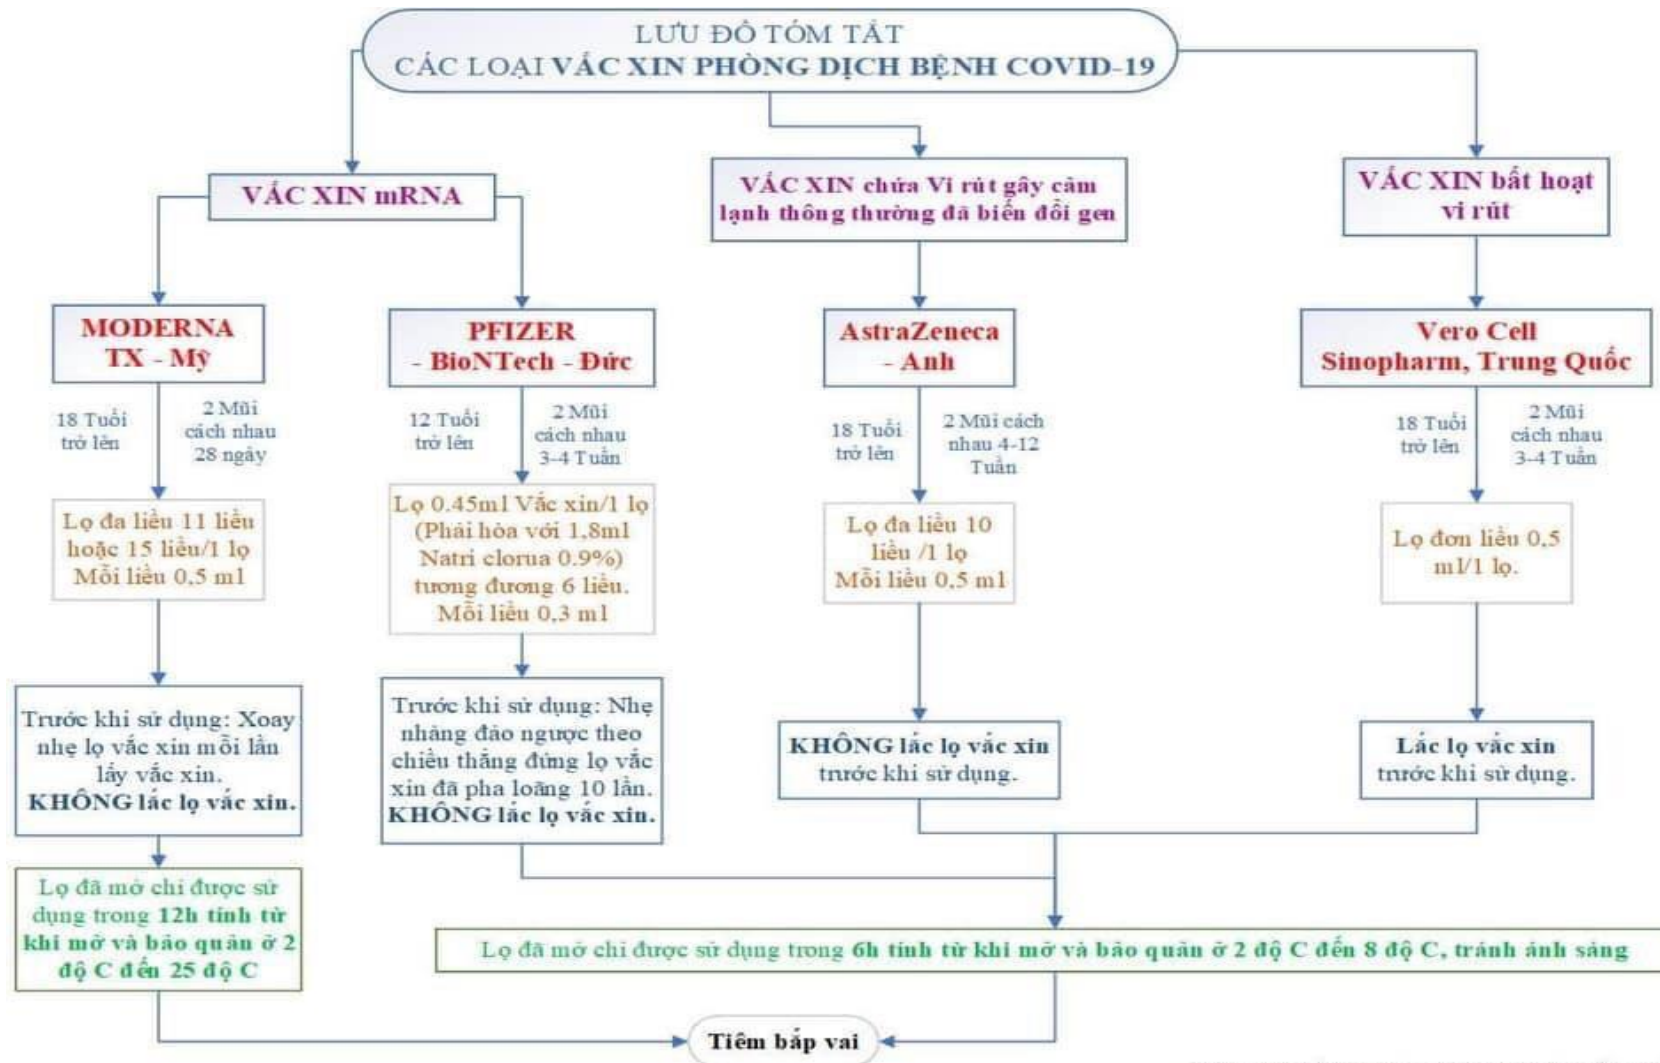 LƯU ĐỒ TÓM TẮT
CÁC LOẠI VẮC XIN PHÒNG DỊCH BỆNH COVID-19
VẮC XIN mRNA
VẮC XIN chứa Vi rút gây cảm
lạnh thông thường đã biến đổi gen
VẮC XIN bất hoạt
vi rút
MODERNA
TX - Mỹ
PFIZER
- BioNTech - Đức
AstraZeneca
- Anh
Vero Cell
Sinopharm, Trung Quốc
18 Tuổi
trở lên
2 Mũi
cách nhau
28 ngày
12 Tuổi
trở lên
2 Mũi
cách nhau
3-4 Tuần
18 Tuổi
trở lên
2 Mũi cách
nhau 4-12
Tuần
18 Tuổi
trở lên
2 Mũi
cách nhau
3-4 Tuần
Lọ đa liều 11 liều
hoặc 15 liều/1 lọ
Mỗi liều 0,5 ml
Lọ 0.45ml Vắc xin/1 lọ
(Phải hòa với 1,8ml
Natri clorua 0.9%)
tương đương 6 liều.
Mỗi liều 0,3 ml
Lọ đa liều 10
liều /1 lọ
Mỗi liều 0,5 ml
Lọ đơn liều 0,5
ml/1 lọ.
Trước khi sử dụng: Xoay
nhẹ lọ vắc xin mỗi lần
lấy vắc xin.
KHÔNG lắc lọ vắc xin.
Trước khi sử dụng: Nhẹ
nhàng đảo ngược theo
chiều thẳng đứng lọ vắc
xin đã pha loãng 10 lần.
KHÔNG lắc lọ vắc xin.
KHÔNG lắc lọ vắc xin
trước khi sử dụng.
Lắc lọ vắc xin
trước khi sử dụng.
Lọ đã mở chỉ được sử
dụng trong 12h tính từ
khi mở và bảo quản ở 2
độ C đến 25 độ C
Lọ đã mở chỉ được sử dụng trong 6h tính từ khi mở và bảo quản ở 2 độ C đến 8 độ C, tránh ánh sáng
Tiêm bắp vai